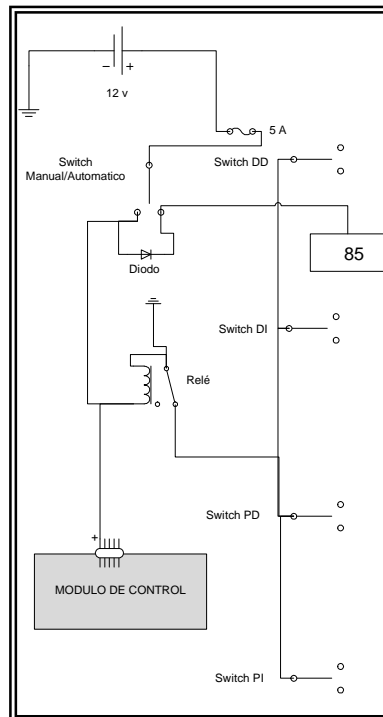 − +
12 v
5 A
Switch
Manual/Automatico
Switch DD
85
Diodo
Switch DI
Relé
Switch PD
+
MODULO DE CONTROL
Switch PI